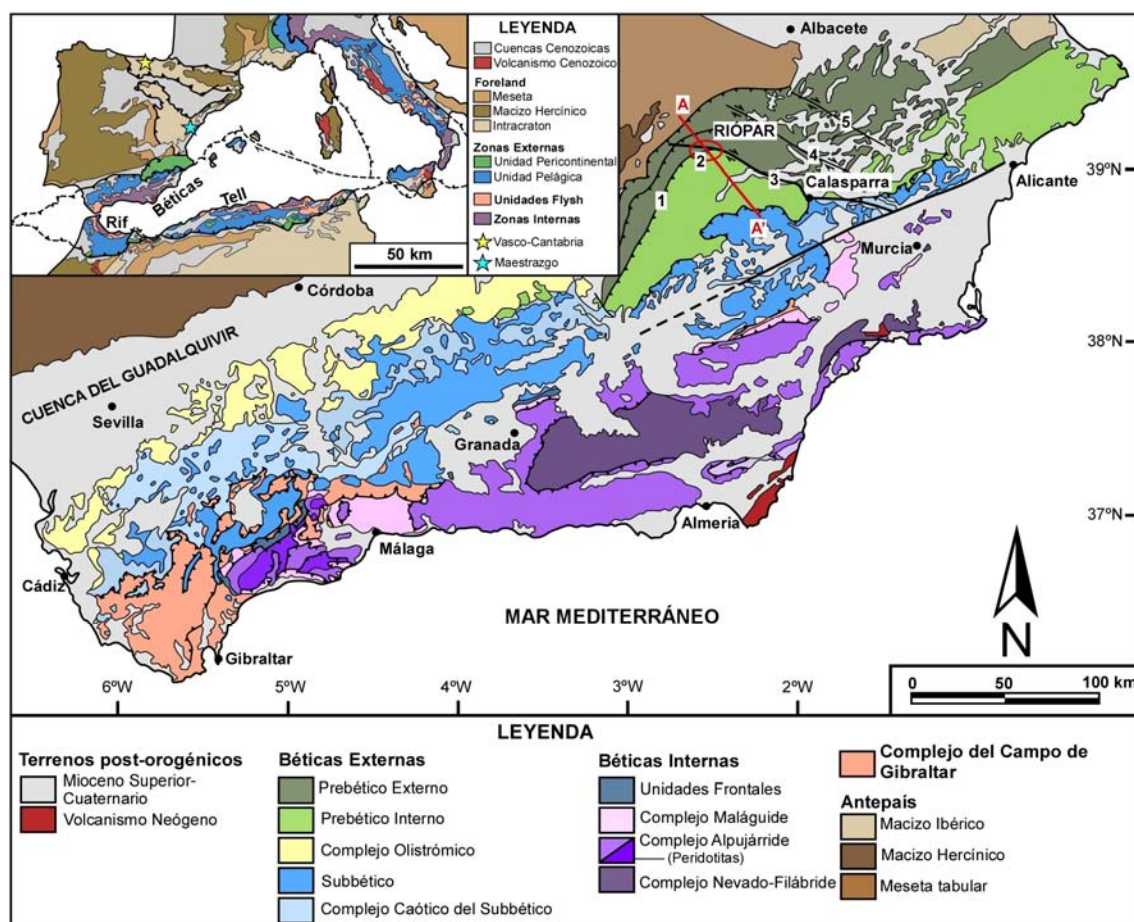 LEYENDA
Cuencas Cenozoicas
Volcanismo Cenozoico
Foreland
Meseta
Macizo Hercínico
Intracraton
Zonas Externas
Unidad Pericontinental
Unidad Pelágica
Unidades Flysh
Zonas Internas
Vasco-Cantabria
Maestrazgo
Béticas
Tell
Rif
50 km
Albacete
A
RIÓPAR
5
2
4
3
Calasparra
1
A'
39ºN
Alicante
Murcia
Córdoba
38ºN
CUENCA DEL GUADALQUIVIR
Sevilla
Granada
Almeria
37ºN
Málaga
Cádiz
MAR MEDITERRÁNEO
Gibraltar
N
6ºW
5ºW
4ºW
3ºW
2ºW
0 50 100 km
LEYENDA
Terrenos post-orogénicos
Mioceno Superior-
Cuaternario
Volcanismo Neógeno
Béticas Externas
Prebético Externo
Prebético Interno
Complejo Olistrómico
Subbético
Complejo Caótico del Subbético
Béticas Internas
Unidades Frontales
Complejo Maláguide
Complejo Alpujárride
(Peridotitas)
Complejo Nevado-Filábride
Complejo del Campo de
Gibraltar
Antepaís
Macizo Ibérico
Macizo Hercínico
Meseta tabular